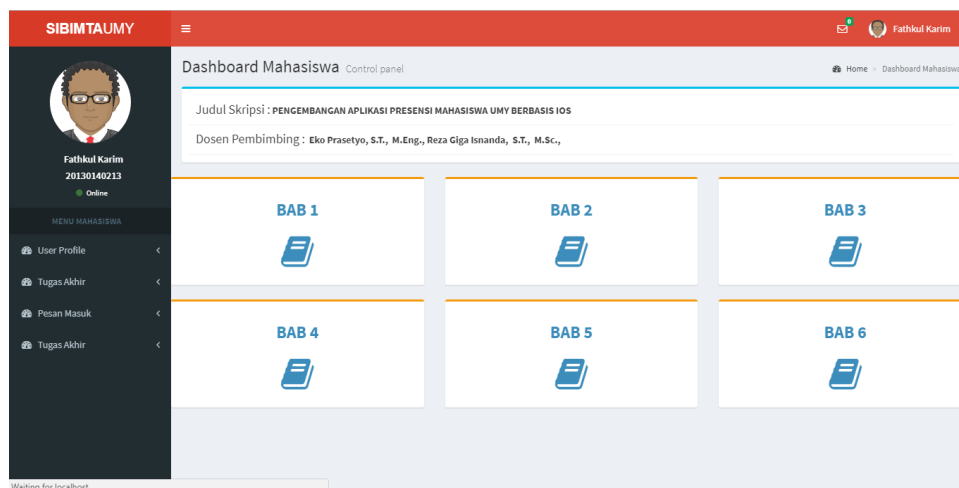 SIBIMTAUMY
0
Fathkul Karim
Dashboard Mahasiswa Control panel
Home > Dashboard Mahasiswa
Fathkul Karim
20130140213
Online
MENU MAHASISWA
User Profile
Tugas Akhir
Pesan Masuk
Tugas Akhir
Judul Skripsi : PENGEMBANGAN APLIKASI PRESENSI MAHASISWA UMY BERBASIS IOS
Dosen Pembimbing : Eko Prasetyo, S.T., M.Eng., Reza Giga Isnanda, S.T., M.Sc.,
BAB 1
BAB 2
BAB 3
BAB 4
BAB 5
BAB 6
Waiting for localhost